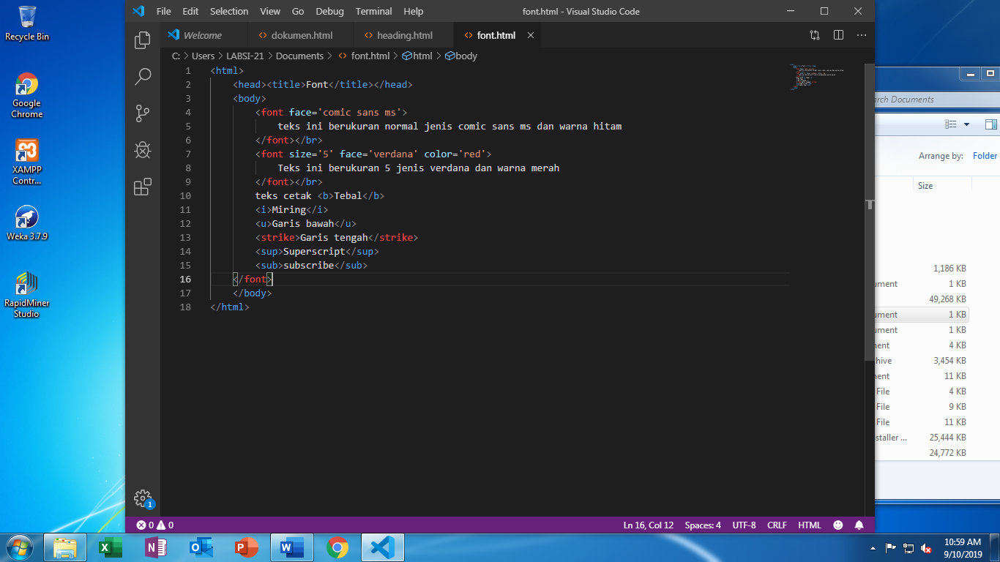 Recycle Bin
Google
Chrome
XAMPP
Contr...
Weka 3.7.9
RapidMiner
Studio
File Edit Selection View Go Debug Terminal Help
font.html - Visual Studio Code
Welcome
dokumen.html
heading.html
font.html
C: > Users > LABSI-21 > Documents > font.html > html > body
1 <html>
2 <head><title>Font</title></head>
3 <body>
4 <font face='comic sans ms'>
5 teks ini berukuran normal jenis comic sans ms dan warna hitam
6 </font></br>
7 <font size='5' face='verdana' color='red'>
8 Teks ini berukuran 5 jenis verdana dan warna merah
9 </font></br>
10 teks cetak <b>Tebal</b>
11 <i>Miring</i>
12 <u>Garis bawah</u>
13 <strike>Garis tengah</strike>
14 <sup>Superscript</sup>
15 <sub>subscribe</sub>
16 </font>
17 </body>
18 </html>
1
0 0
Ln 16, Col 12 Spaces: 4 UTF-8 CRLF HTML
rch Documents
Arrange by: Folder
Size
1,186 KB
ument 1 KB
49,268 KB
ument 1 KB
ument 1 KB
nent 4 KB
hive 3,454 KB
nent 11 KB
File 4 KB
File 9 KB
File 11 KB
staller ... 25,444 KB
24,772 KB
10:59 AM
9/10/2019